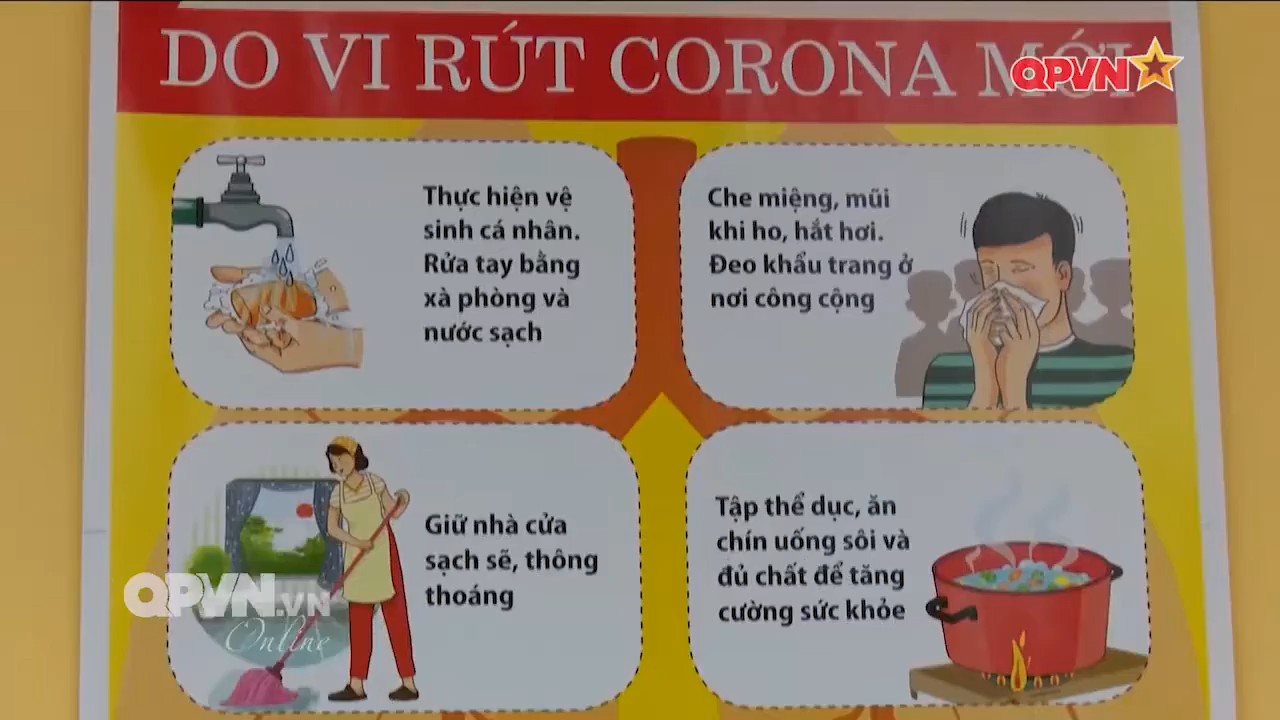 DO VI RÚT CORONA MỚI
QPVN
Thực hiện vệ
sinh cá nhân.
Rửa tay bằng
xà phòng và
nước sạch
Che miệng, mũi
khi ho, hắt hơi.
Đeo khẩu trang ở
nơi công cộng
Giữ nhà cửa
sạch sẽ, thông
thoáng
Tập thể dục, ăn
chín uống sôi và
đủ chất để tăng
cường sức khỏe
QPVN.VN
Online